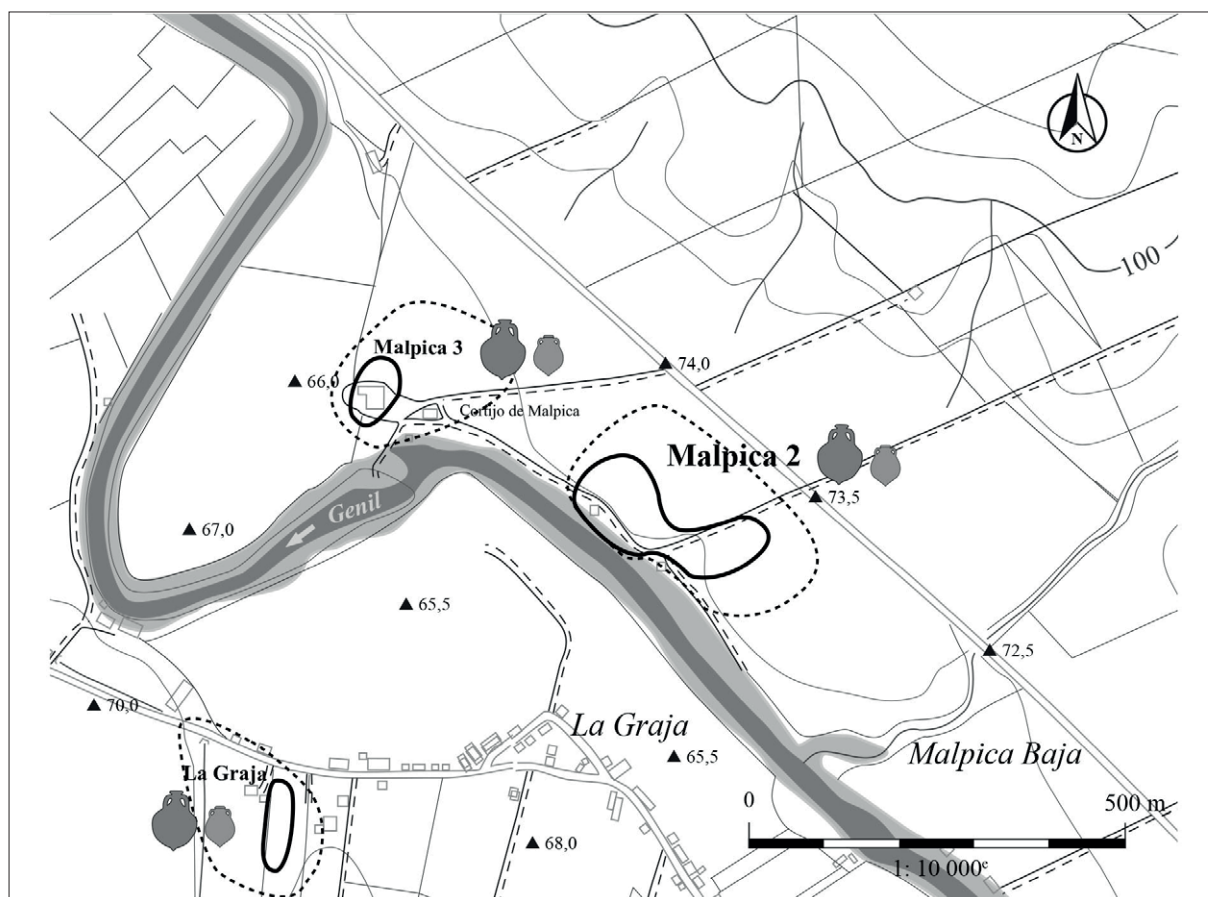 N
100
Malpica 3
66,0
74,0
Cortijo de Malpica
Malpica 2
73,5
Genil
67,0
65,5
72,5
70,0
La Graja
65,5
Malpica Baja
La Graja
0
500 m
68,0
1: 10 000ᵉ